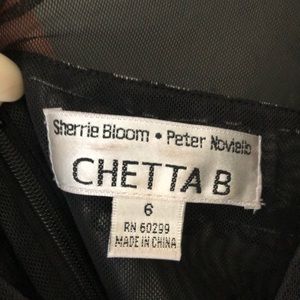 Sherrie Bloom • Peter Noviello
CHETTA B
6
RN 60299
MADE IN CHINA